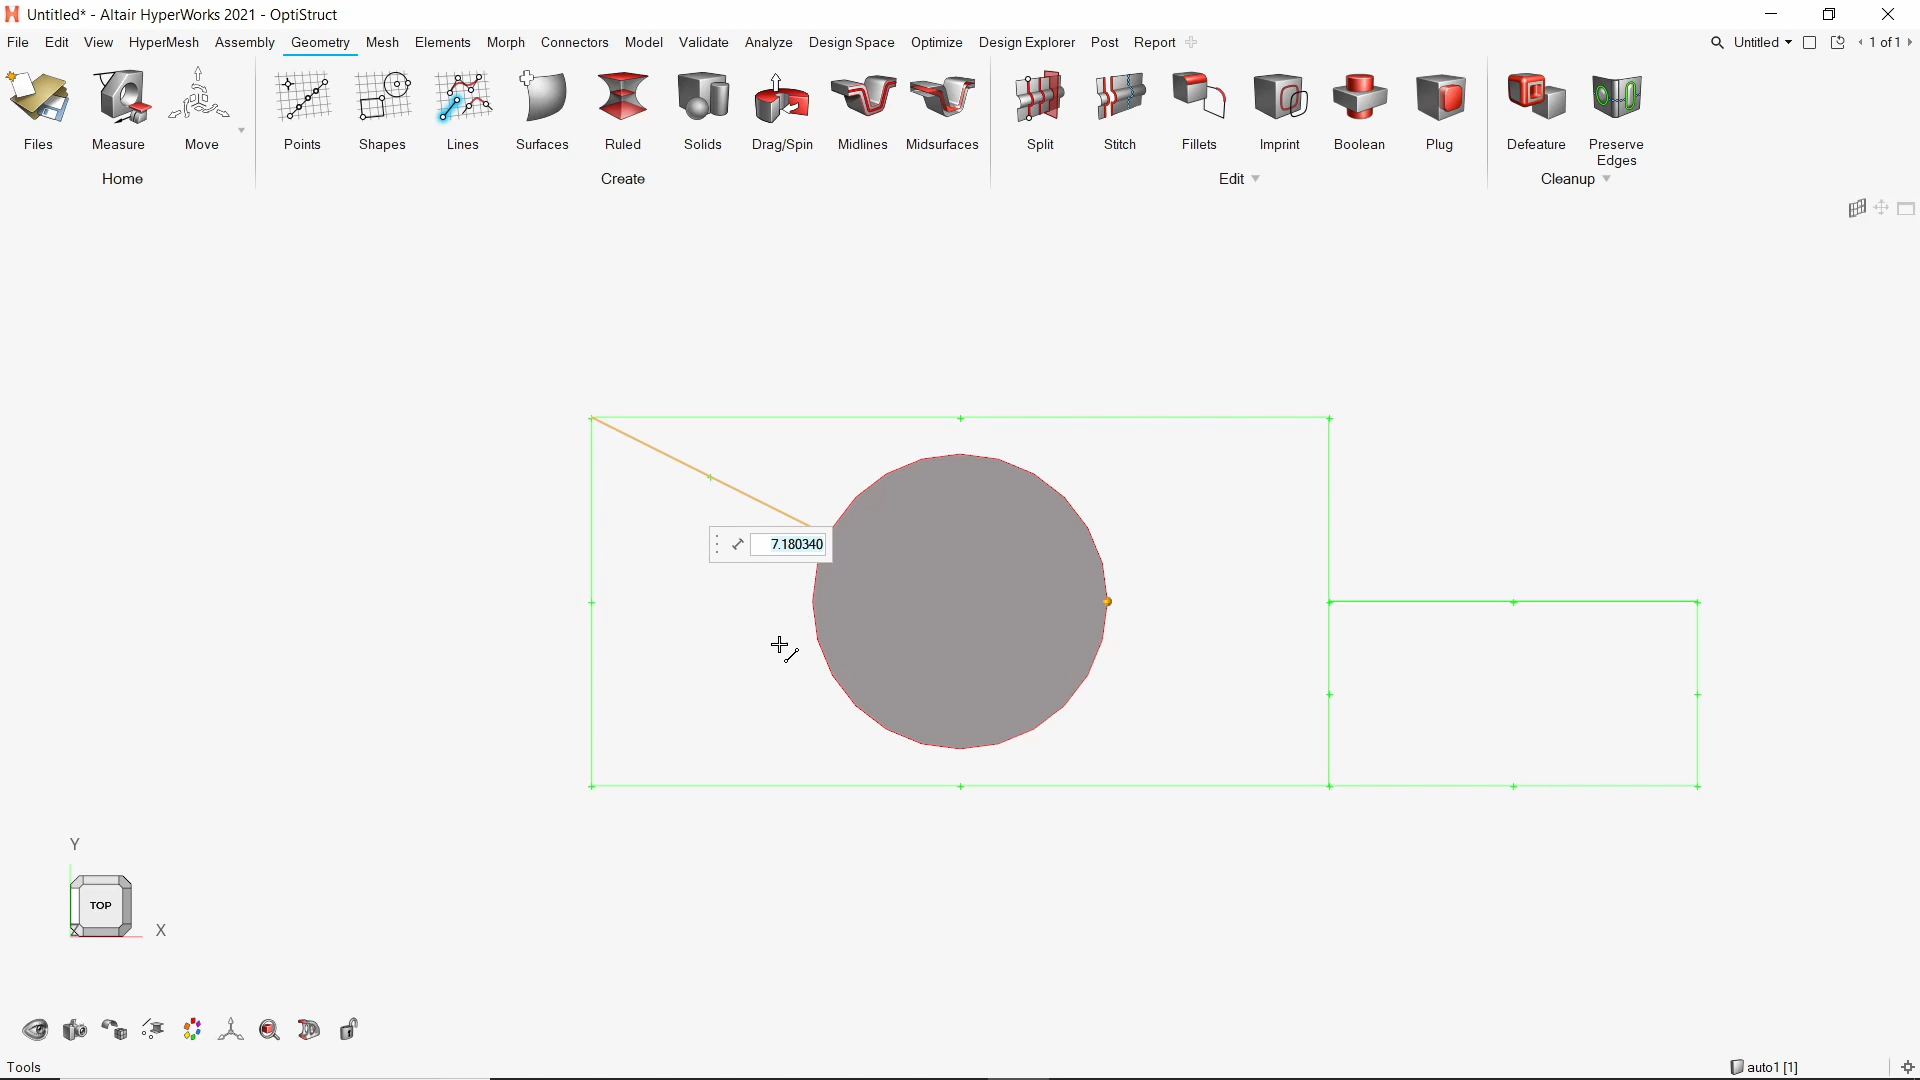 Untitled* - Altair HyperWorks 2021 - OptiStruct
File Edit View HyperMesh Assembly Geometry Mesh Elements Morph Connectors Model Validate Analyze Design Space Optimize Design Explorer Post Report Untitled 1 of 1
Files Measure Move Points Shapes Lines Surfaces Ruled Solids Drag/Spin Midlines Midsurfaces Split Stitch Fillets Imprint Boolean Plug Defeature Preserve Edges
Home Create Edit Cleanup
7.180340
Y
TOP
Z X
Tools auto1 [1]